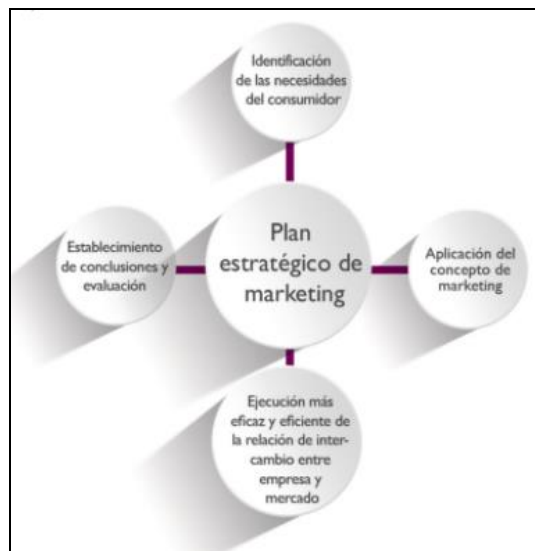 Identificación
de las necesidades
del consumidor
Establecimiento
de conclusiones y
evaluación
Plan
estratégico de
marketing
Aplicación del
concepto de
marketing
Ejecución más
eficaz y eficiente de
la relación de inter-
cambio entre
empresa y
mercado